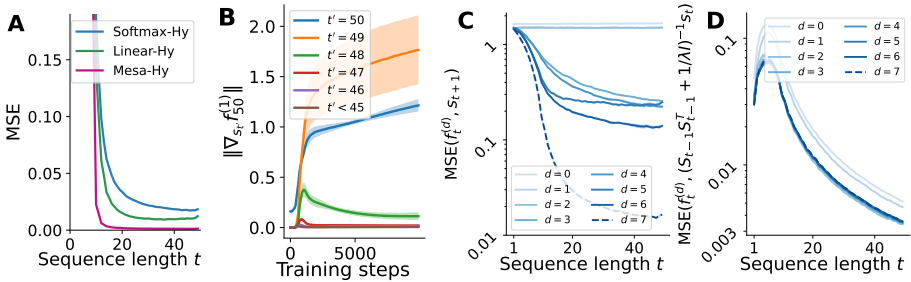 A
MSE
0.15
0.10
0.05
0.00
Softmax-Hy
Linear-Hy
Mesa-Hy
0
20
40
Sequence length t
B
‖∇_{s_{t'}} f_{50}^{(1)}‖
2.0
1.5
1.0
0.5
0.0
t' = 50
t' = 49
t' = 48
t' = 47
t' = 46
t' < 45
0
5000
Training steps
C
MSE(f_t^{(d)}, s_{t+1})
1
0.1
0.01
d = 0
d = 1
d = 2
d = 3
d = 4
d = 5
d = 6
d = 7
1
20
40
Sequence length t
D
MSE(f_t^{(d)}, (S_{t−1}S_{t−1}^T + 1/λI)^{−1}s_t)
0.1
0.01
0.003
d = 0
d = 1
d = 2
d = 3
d = 4
d = 5
d = 6
d = 7
1
20
40
Sequence length t